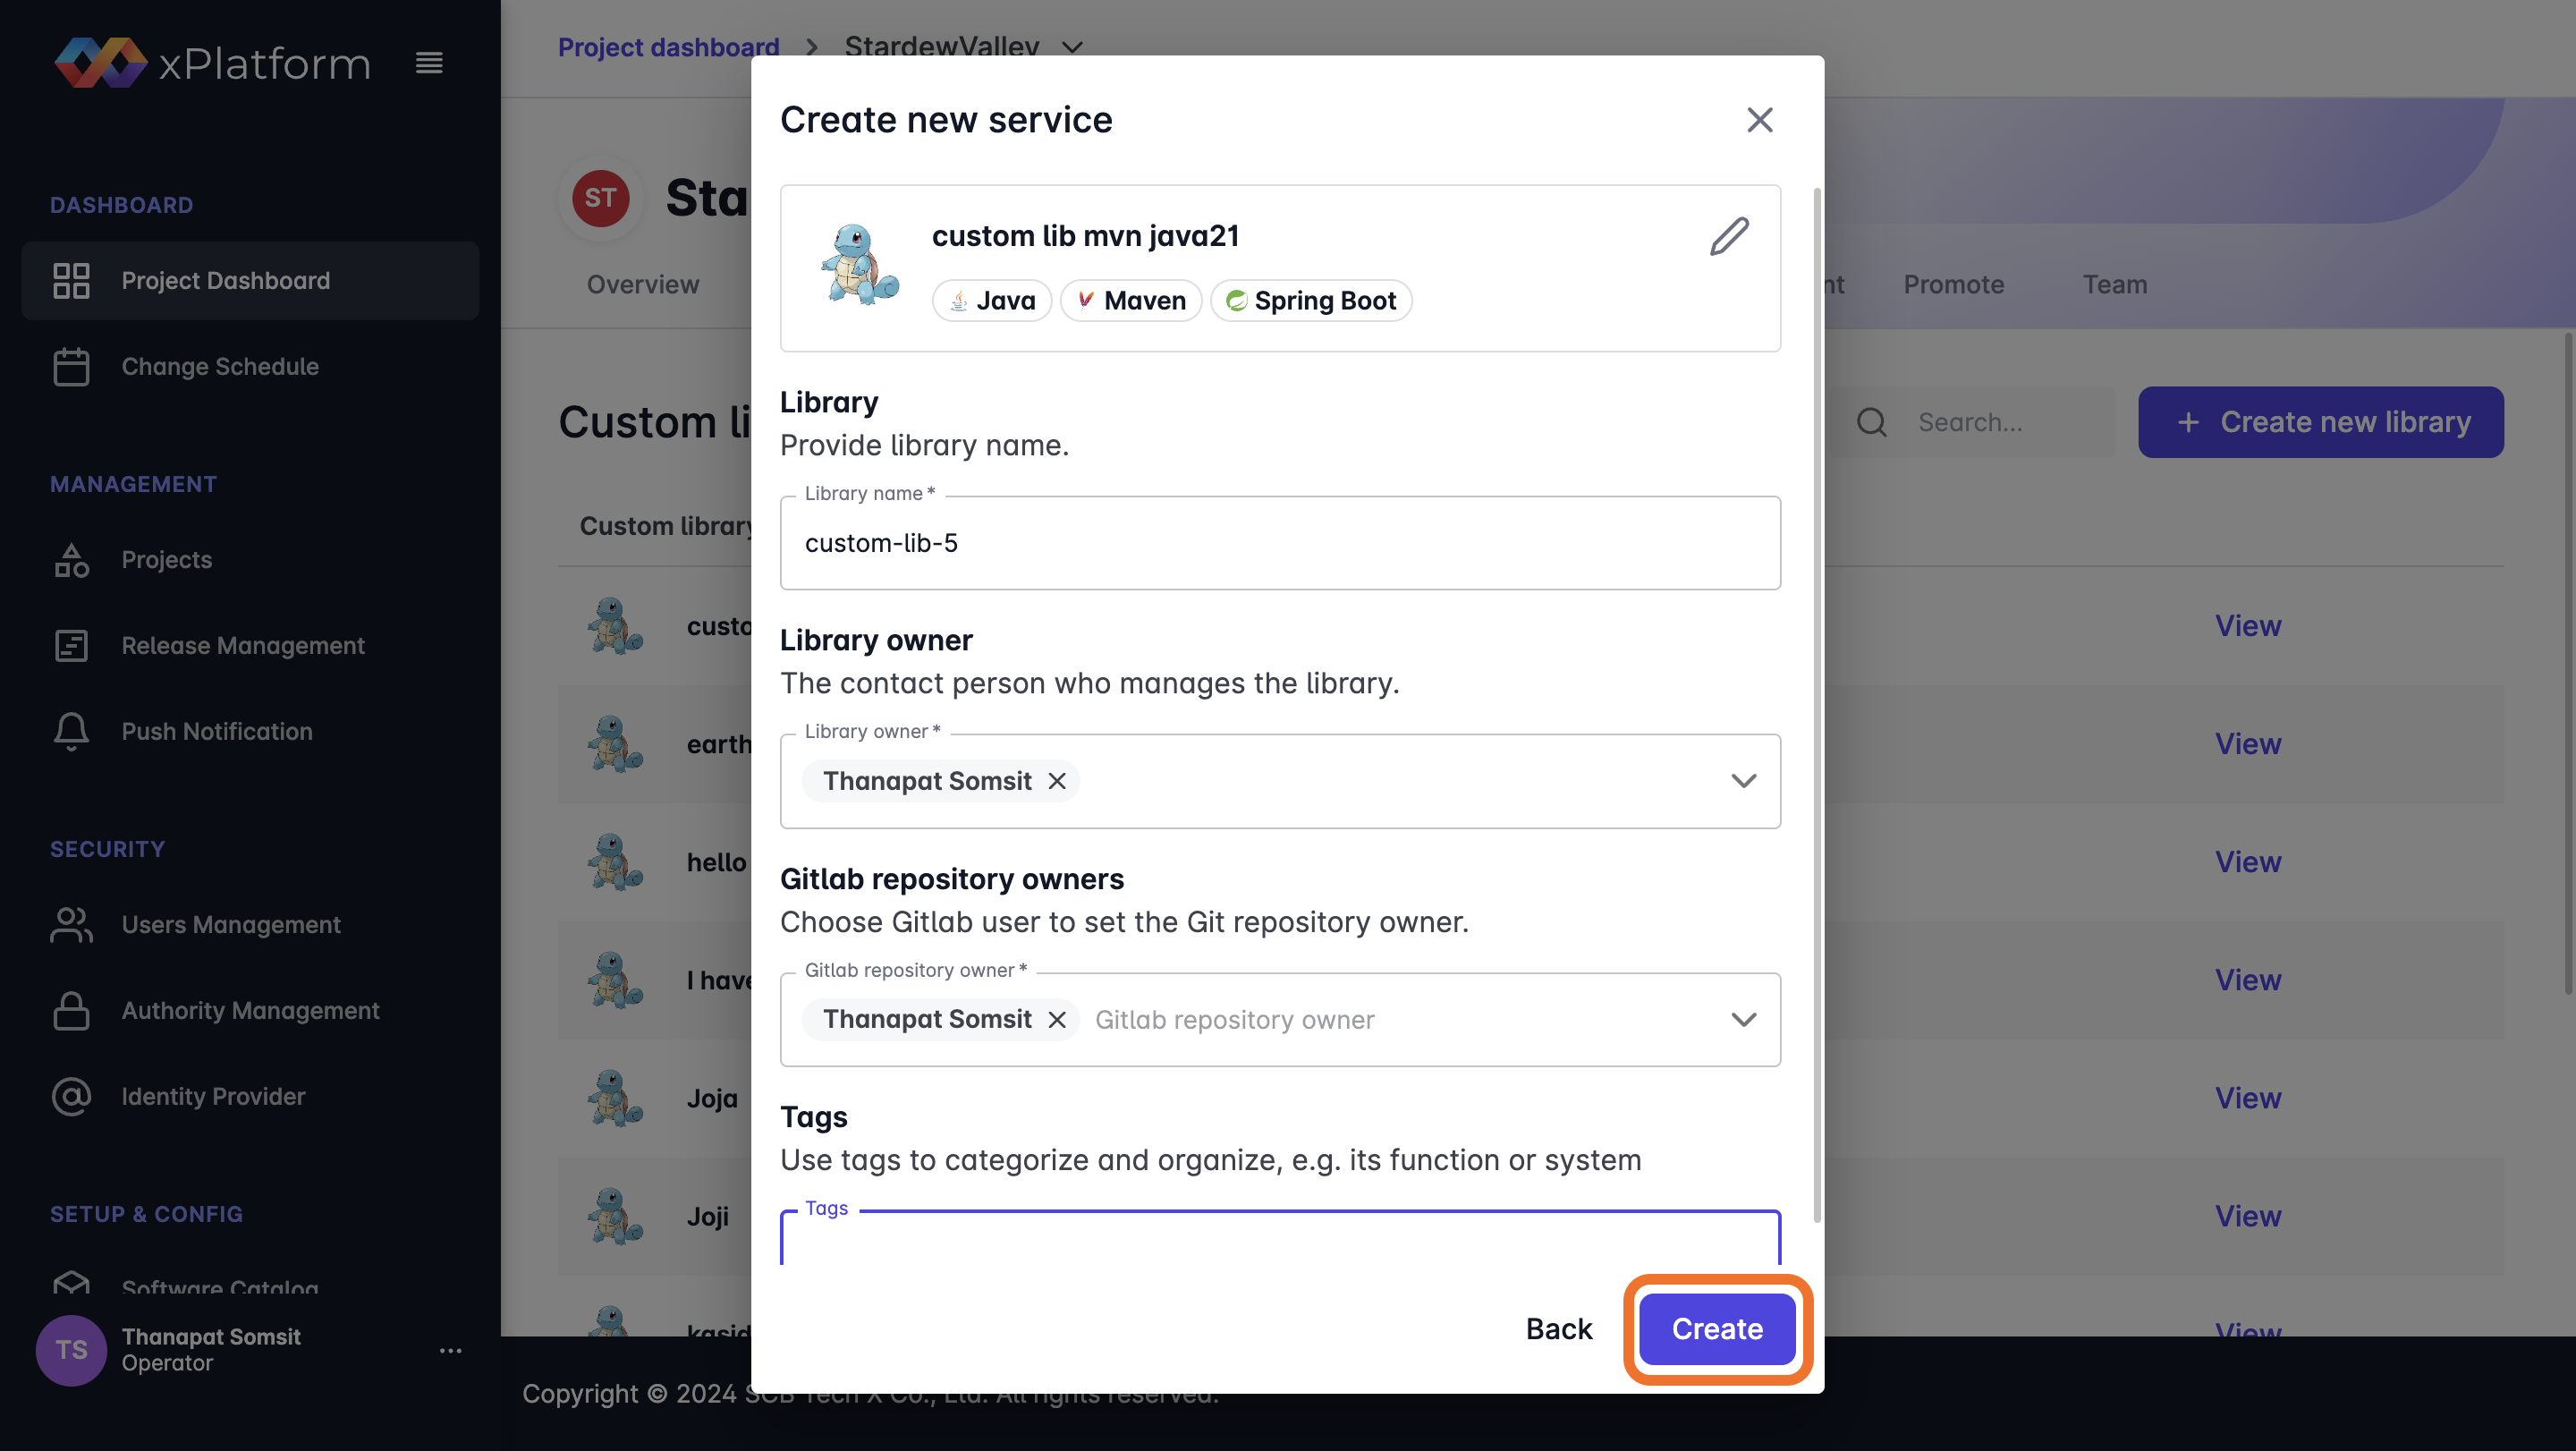 xPlatform
DASHBOARD
Project Dashboard
Change Schedule
MANAGEMENT
Projects
Release Management
Push Notification
SECURITY
Users Management
Authority Management
Identity Provider
SETUP & CONFIG
Software Catalog
TS
Thanapat Somsit
Operator
...
Project dashboard > StardewValley
ST
Sta
Overview
nt
Promote
Team
Custom li
Search...
+ Create new library
Custom library
custo
View
earth
View
hello
View
I have
View
Joja
View
Joji
View
kasid
View
Create new service
custom lib mvn java21
Java
Maven
Spring Boot
Library
Provide library name.
Library name *
custom-lib-5
Library owner
The contact person who manages the library.
Library owner *
Thanapat Somsit
Gitlab repository owners
Choose Gitlab user to set the Git repository owner.
Gitlab repository owner *
Thanapat Somsit
Gitlab repository owner
Tags
Use tags to categorize and organize, e.g. its function or system
Tags
Back
Create
Copyright © 2024 SCB Tech X Co., Ltd. All rights reserved.